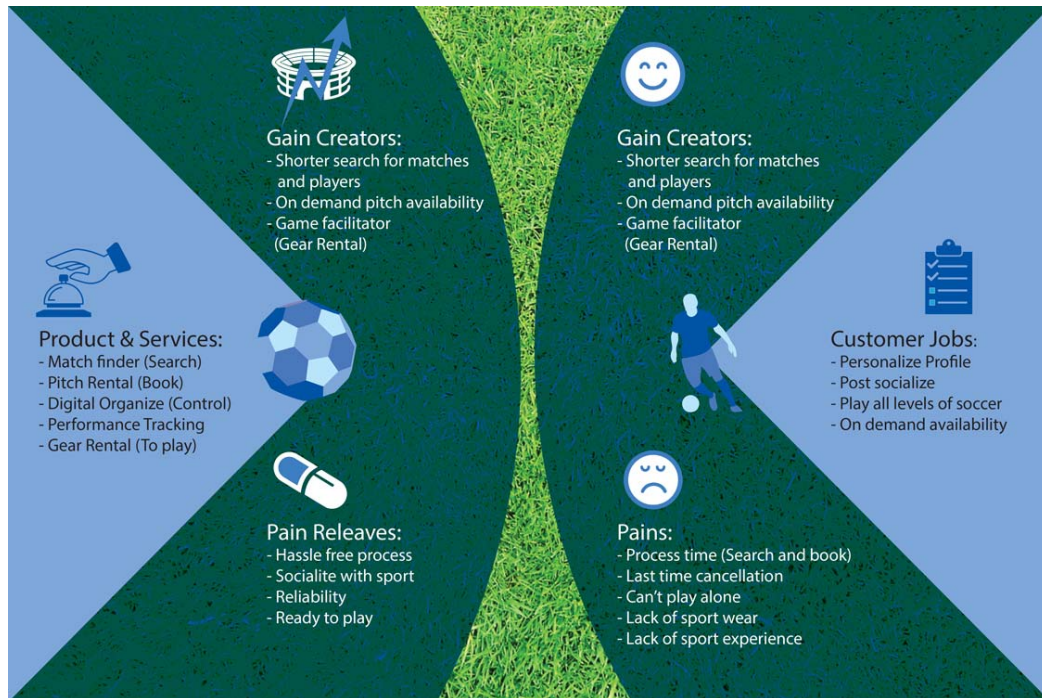 Gain Creators:
- Shorter search for matches
and players
- On demand pitch availability
- Game facilitator
(Gear Rental)
Gain Creators:
- Shorter search for matches
and players
- On demand pitch availability
- Game facilitator
(Gear Rental)
Product & Services:
- Match finder (Search)
- Pitch Rental (Book)
- Digital Organize (Control)
- Performance Tracking
- Gear Rental (To play)
Customer Jobs:
- Personalize Profile
- Post socialize
- Play all levels of soccer
- On demand availability
Pain Releaves:
- Hassle free process
- Socialite with sport
- Reliability
- Ready to play
Pains:
- Process time (Search and book)
- Last time cancellation
- Can't play alone
- Lack of sport wear
- Lack of sport experience